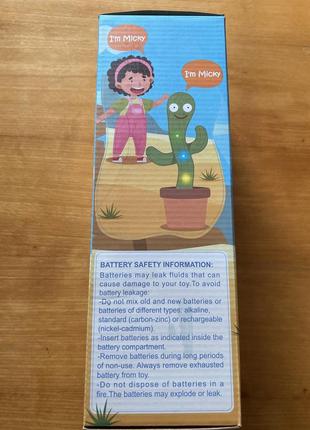 I'm Micky
I'm Micky
BATTERY SAFETY INFORMATION:
Batteries may leak fluids that can
cause damage to your toy.To avoid
battery leakage:
-Do not mix old and new batteries or
batteries of different types: alkaline,
standard (carbon-zinc) or rechargeable
(nickel-cadmium).
-Insert batteries as indicated inside the
battery compartment.
-Remove batteries during long periods
of non-use. Always remove exhausted
battery from toy.
-Do not dispose of batteries in a
fire.The batteries may explode or leak.